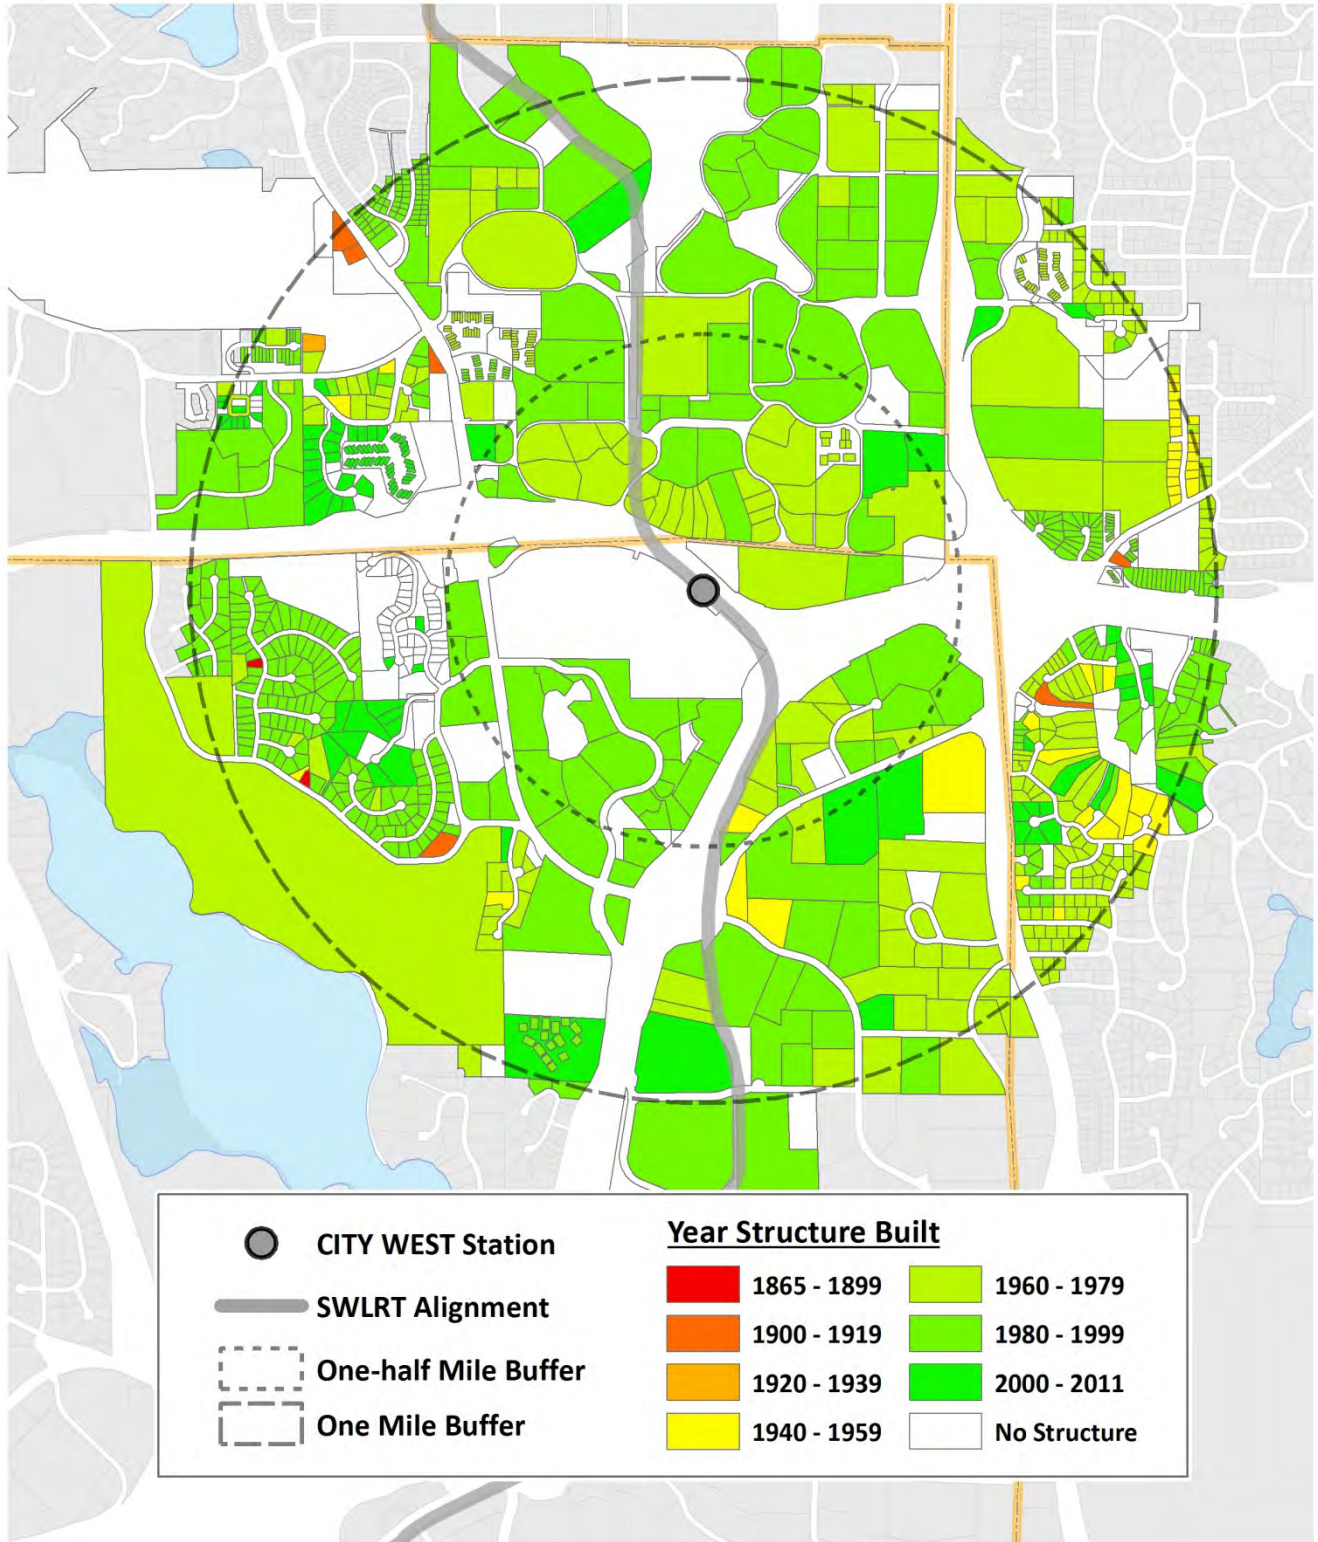 CITY WEST Station
SWLRT Alignment
One-half Mile Buffer
One Mile Buffer
Year Structure Built
1865 - 1899
1900 - 1919
1920 - 1939
1940 - 1959
1960 - 1979
1980 - 1999
2000 - 2011
No Structure